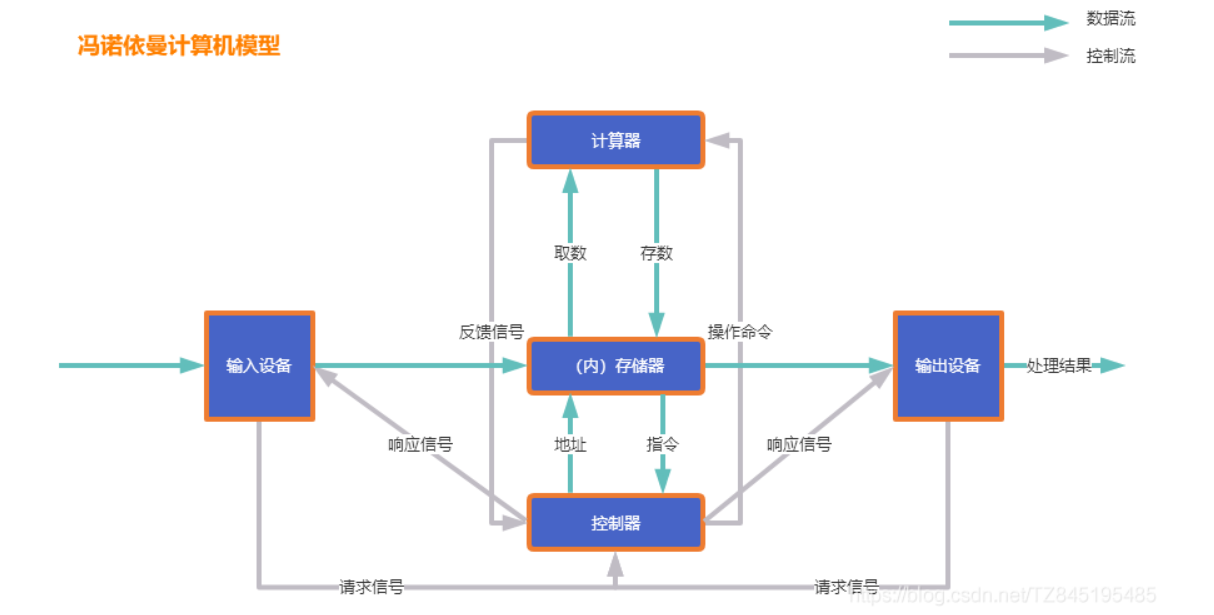 数据流
冯诺依曼计算机模型
控制流
计算器
取数
存数
反馈信号
操作命令
输入设备
（内）存储器
输出设备
处理结果
响应信号
地址
指令
响应信号
控制器
请求信号
请求信号
https://blog.csdn.net/TZ845195485